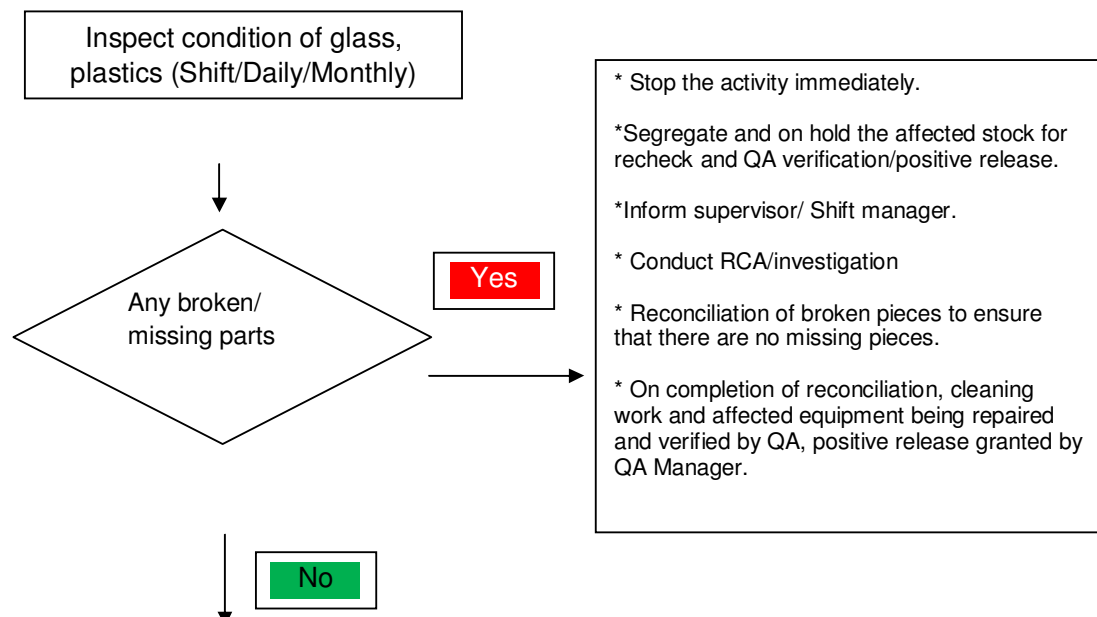 Inspect condition of glass,
plastics (Shift/Daily/Monthly)
Any broken/
missing parts
Yes
* Stop the activity immediately.
*Segregate and on hold the affected stock for
recheck and QA verification/positive release.
*Inform supervisor/ Shift manager.
* Conduct RCA/investigation
* Reconciliation of broken pieces to ensure
that there are no missing pieces.
* On completion of reconciliation, cleaning
work and affected equipment being repaired
and verified by QA, positive release granted by
QA Manager.
No